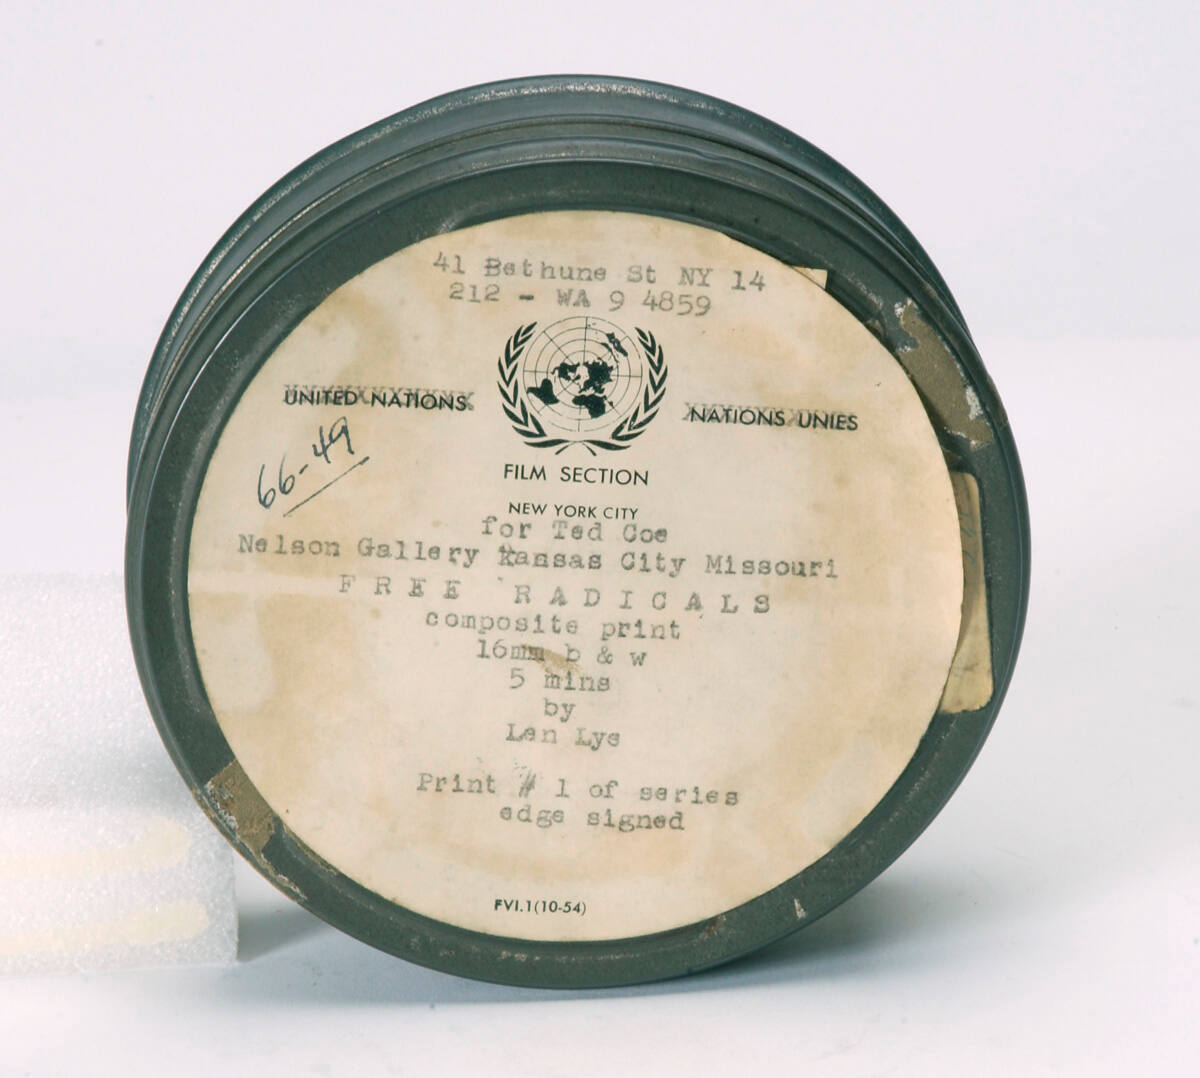 41 Bethune St NY 14
212 - WA 9 4859
UNITED NATIONS
NATIONS UNIES
66-49
FILM SECTION
NEW YORK CITY
for Ted Coe
Nelson Gallery Kansas City Missouri
FREE RADICALS
composite print
16mm b & w
5 mins
by
Len Lye
Print # 1 of series
edge signed
FVI.1(10-54)